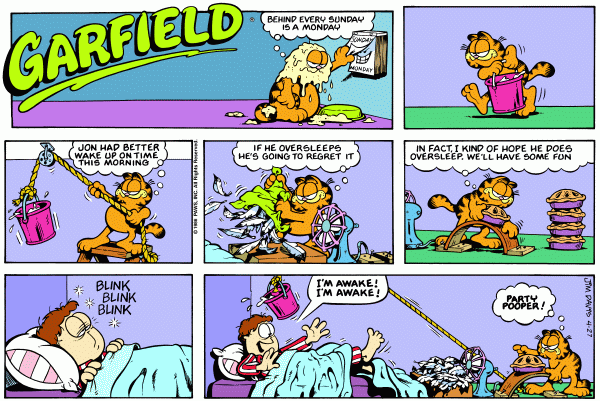 GARFIELD®
BEHIND EVERY SUNDAY
IS A MONDAY
SUNDAY
MONDAY
JON HAD BETTER
WAKE UP ON TIME
THIS MORNING
IF HE OVERSLEEPS
HE'S GOING TO REGRET IT
IN FACT, I KIND OF HOPE HE DOES
OVERSLEEP. WE'LL HAVE SOME FUN
BLINK
BLINK
BLINK
I'M AWAKE!
I'M AWAKE!
PARTY
POOPER!
JIM DAVIS 4-27